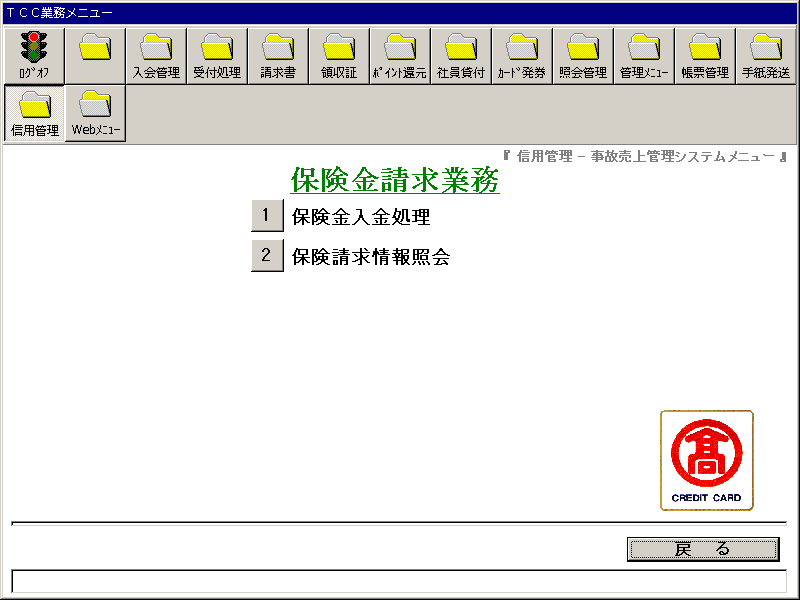 ＴＣＣ業務メニュー
ﾛｸﾞｵﾌ 入会管理 受付処理 請求書 領収証 ﾎﾟｲﾝﾄ還元 社員貸付 ｶｰﾄﾞ発券 照会管理 管理ﾒﾆｭｰ 帳票管理 手紙発送
信用管理 Webﾒﾆｭｰ
『 信用管理 － 事故売上管理システムメニュー 』
保険金請求業務
1 保険金入金処理
2 保険請求情報照会
髙
CREDIT CARD
戻 る